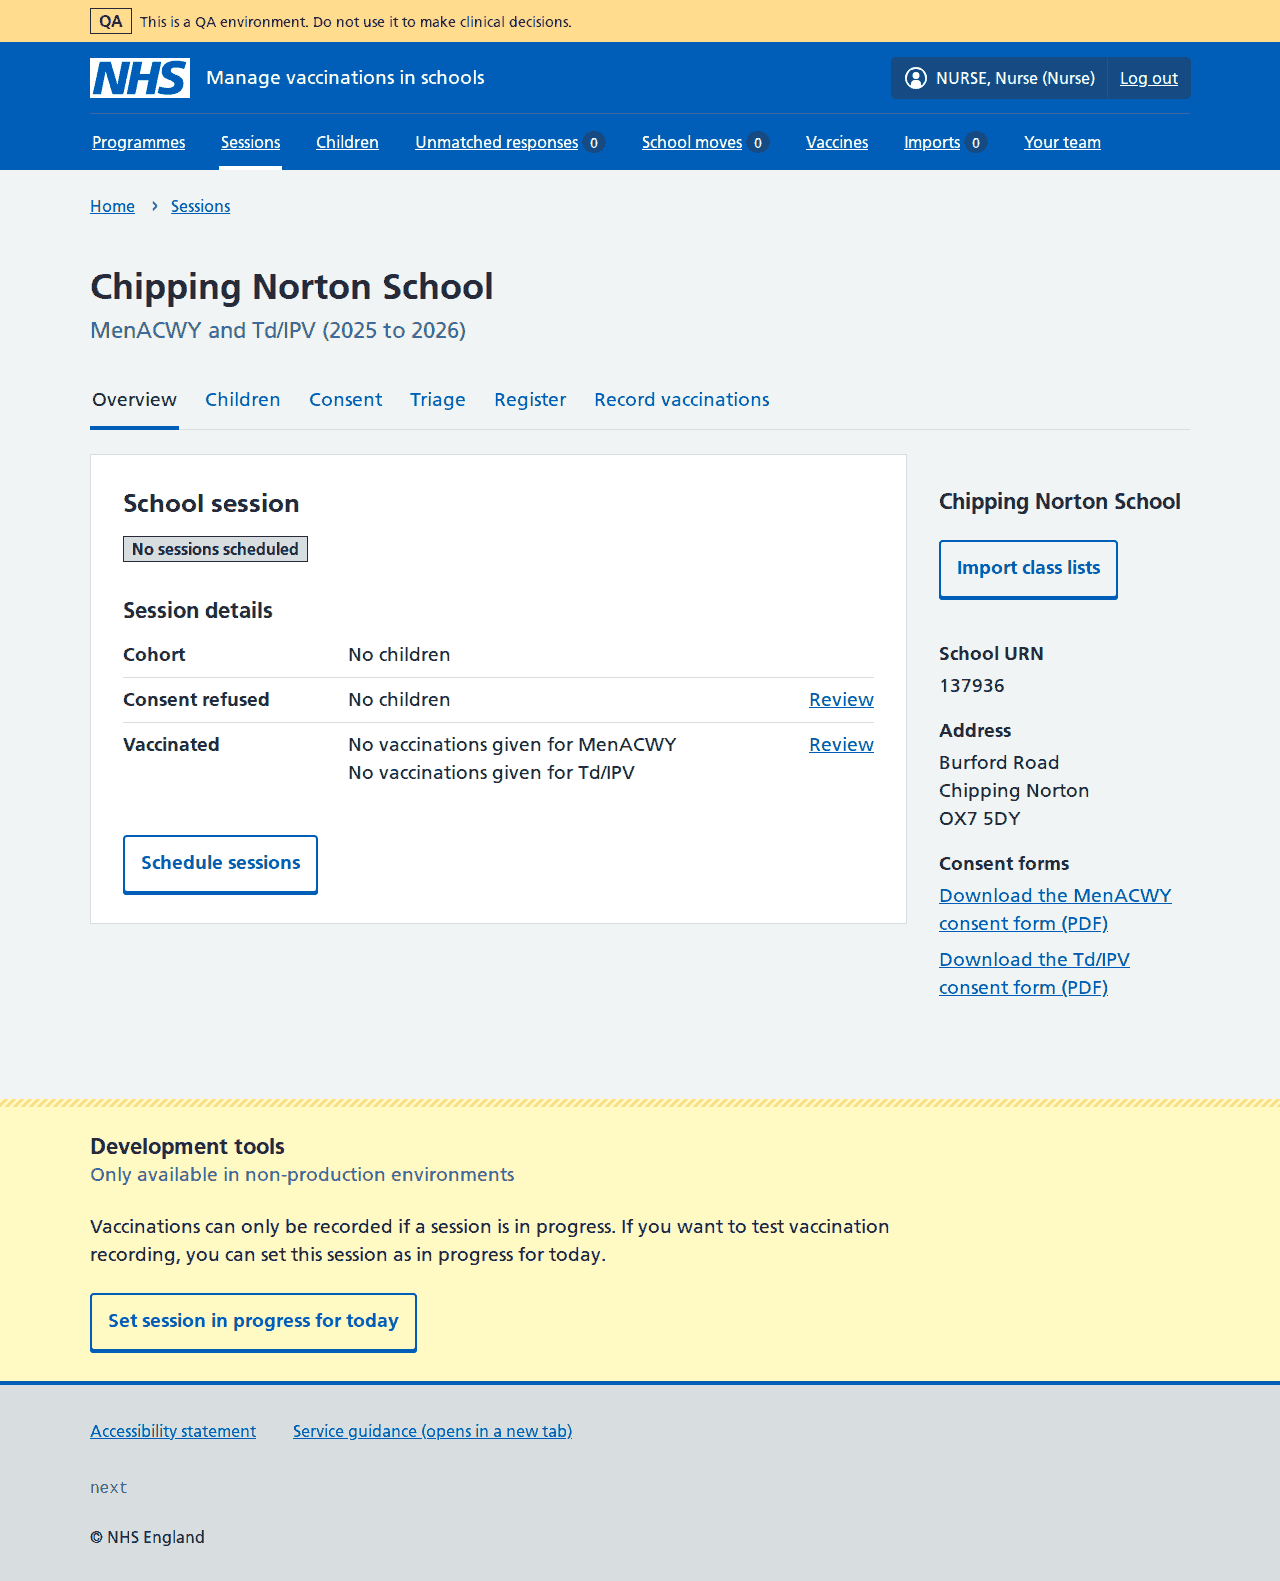 QA This is a QA environment. Do not use it to make clinical decisions.
NHS Manage vaccinations in schools NURSE, Nurse (Nurse) Log out
Programmes Sessions Children Unmatched responses 0 School moves 0 Vaccines Imports 0 Your team
Home Sessions
Chipping Norton School
MenACWY and Td/IPV (2025 to 2026)
Overview Children Consent Triage Register Record vaccinations
School session
No sessions scheduled
Session details
Cohort No children
Consent refused No children Review
Vaccinated No vaccinations given for MenACWY Review
No vaccinations given for Td/IPV
Schedule sessions
Chipping Norton School
Import class lists
School URN
137936
Address
Burford Road
Chipping Norton
OX7 5DY
Consent forms
Download the MenACWY
consent form (PDF)
Download the Td/IPV
consent form (PDF)
Development tools
Only available in non-production environments
Vaccinations can only be recorded if a session is in progress. If you want to test vaccination
recording, you can set this session as in progress for today.
Set session in progress for today
Accessibility statement Service guidance (opens in a new tab)
next
© NHS England